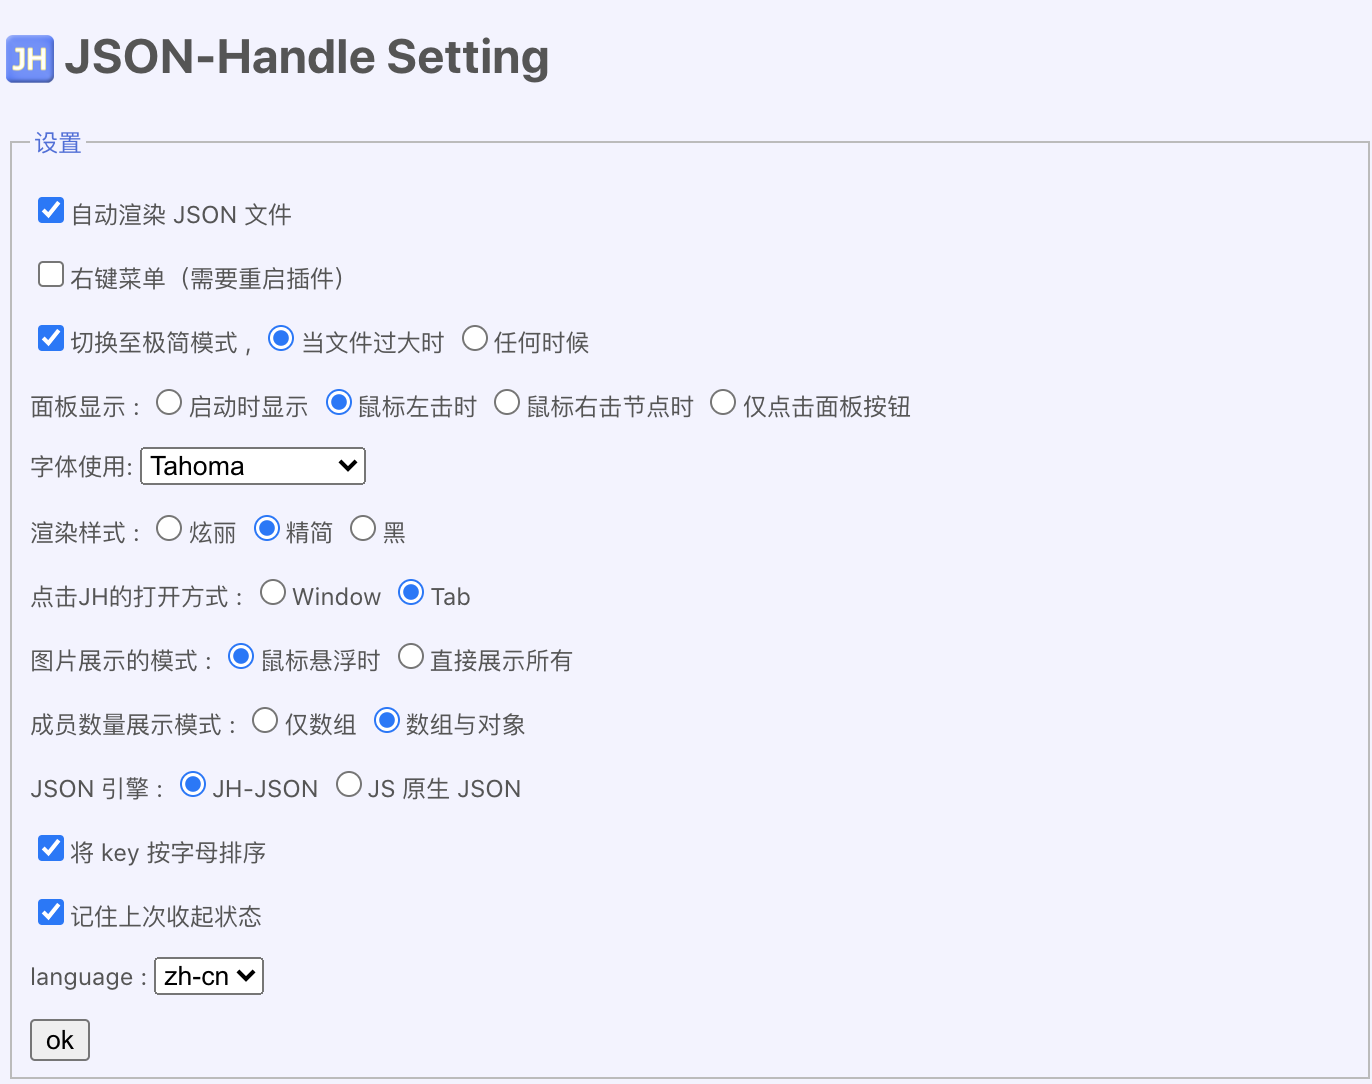 JH JSON-Handle Setting
设置
自动渲染 JSON 文件
右键菜单（需要重启插件）
切换至极简模式 , 当文件过大时 任何时候
面板显示 : 启动时显示 鼠标左击时 鼠标右击节点时 仅点击面板按钮
字体使用: Tahoma
渲染样式 : 炫丽 精简 黑
点击JH的打开方式 : Window Tab
图片展示的模式 : 鼠标悬浮时 直接展示所有
成员数量展示模式 : 仅数组 数组与对象
JSON 引擎 : JH-JSON JS 原生 JSON
将 key 按字母排序
记住上次收起状态
language : zh-cn
ok